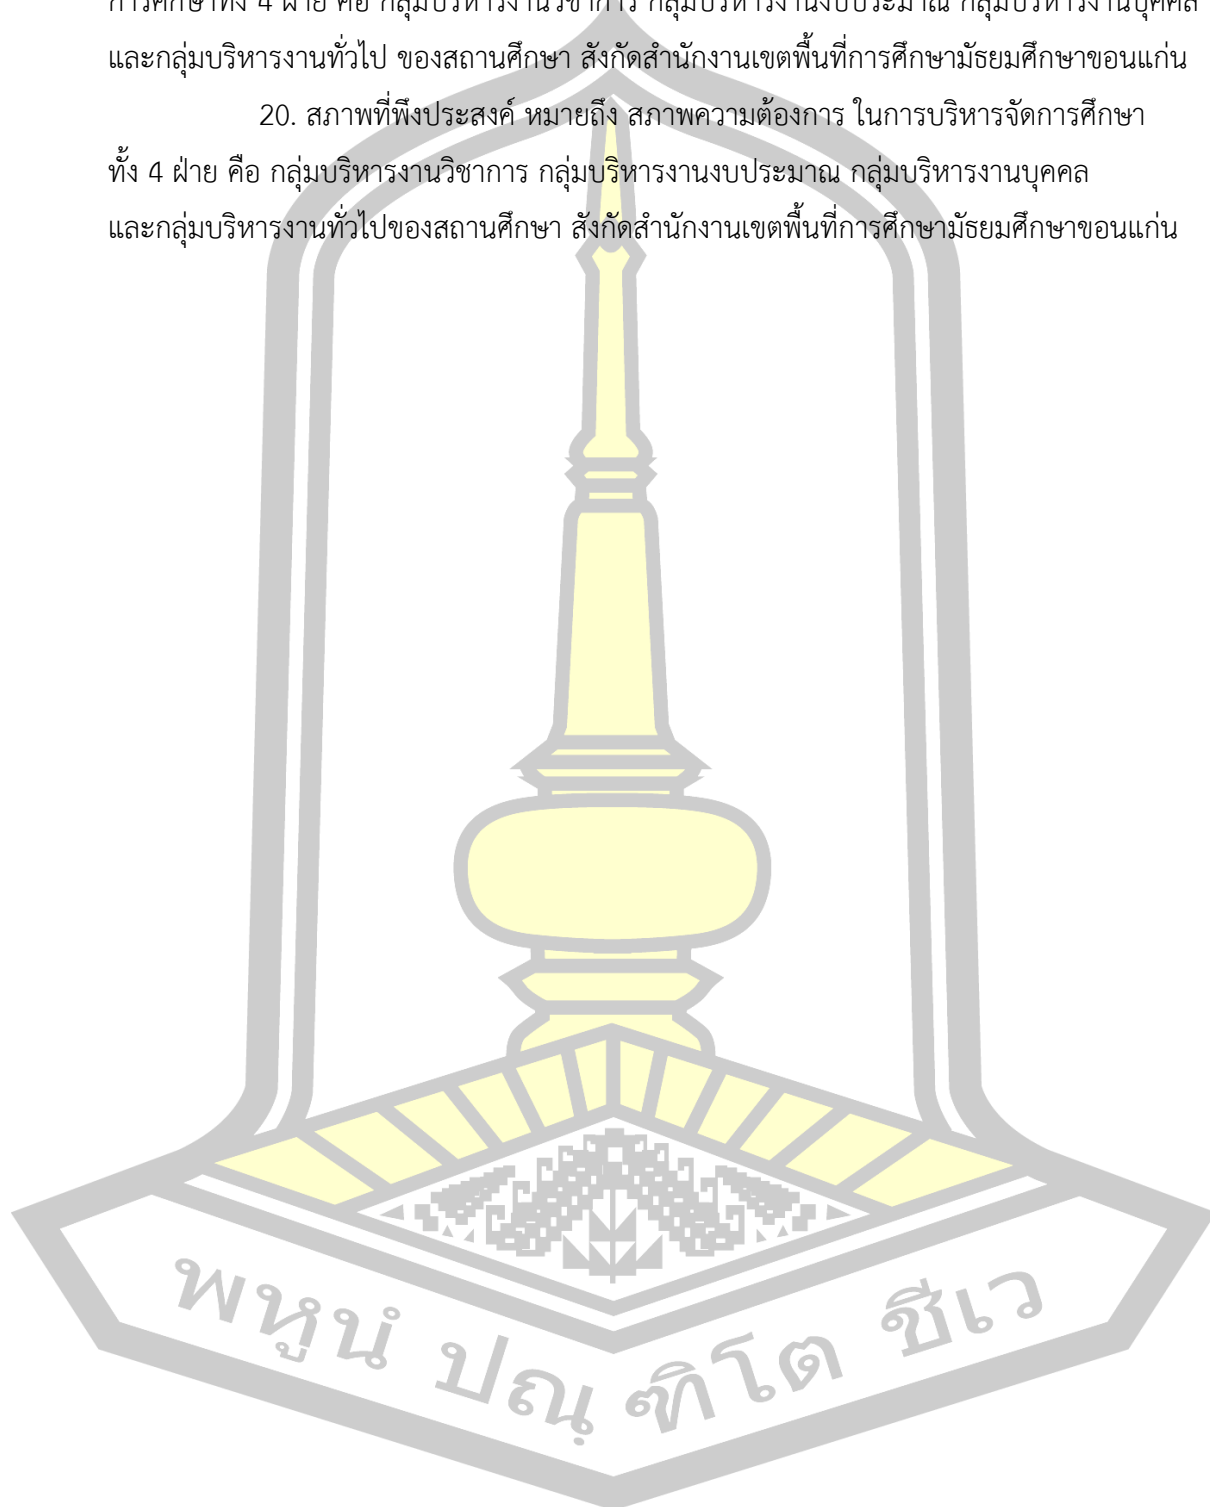 การศึกษาทั้ง 4 ฝ่าย คือ กลุ่มบริหารงานวิชาการ กลุ่มบริหารงานงบประมาณ กลุ่มบริหารงานบุคคล
และกลุ่มบริหารงานทั่วไป ของสถานศึกษา สังกัดสำนักงานเขตพื้นที่การศึกษามัธยมศึกษาขอนแก่น
20. สภาพที่พึงประสงค์ หมายถึง สภาพความต้องการ ในการบริหารจัดการศึกษา
ทั้ง 4 ฝ่าย คือ กลุ่มบริหารงานวิชาการ กลุ่มบริหารงานงบประมาณ กลุ่มบริหารงานบุคคล
และกลุ่มบริหารงานทั่วไปของสถานศึกษา สังกัดสำนักงานเขตพื้นที่การศึกษามัธยมศึกษาขอนแก่น
พหูนํ ปณฺฑิโต ชีเว